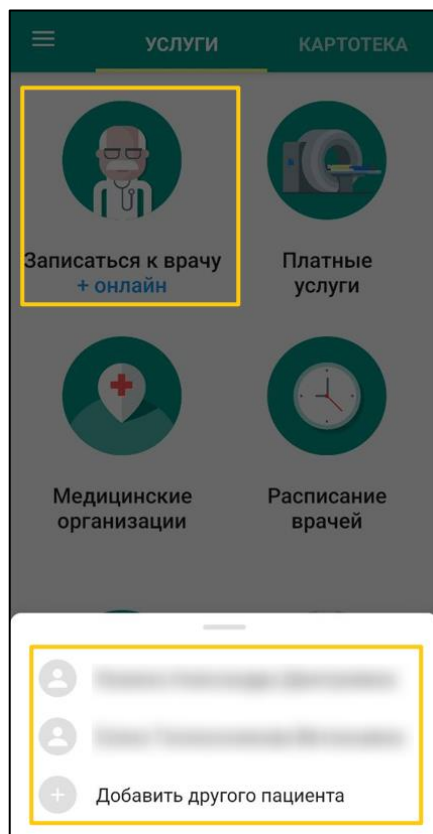 УСЛУГИ
КАРТОТЕКА
Записаться к врачу
+ онлайн
Платные
услуги
Медицинские
организации
Расписание
врачей
Добавить другого пациента